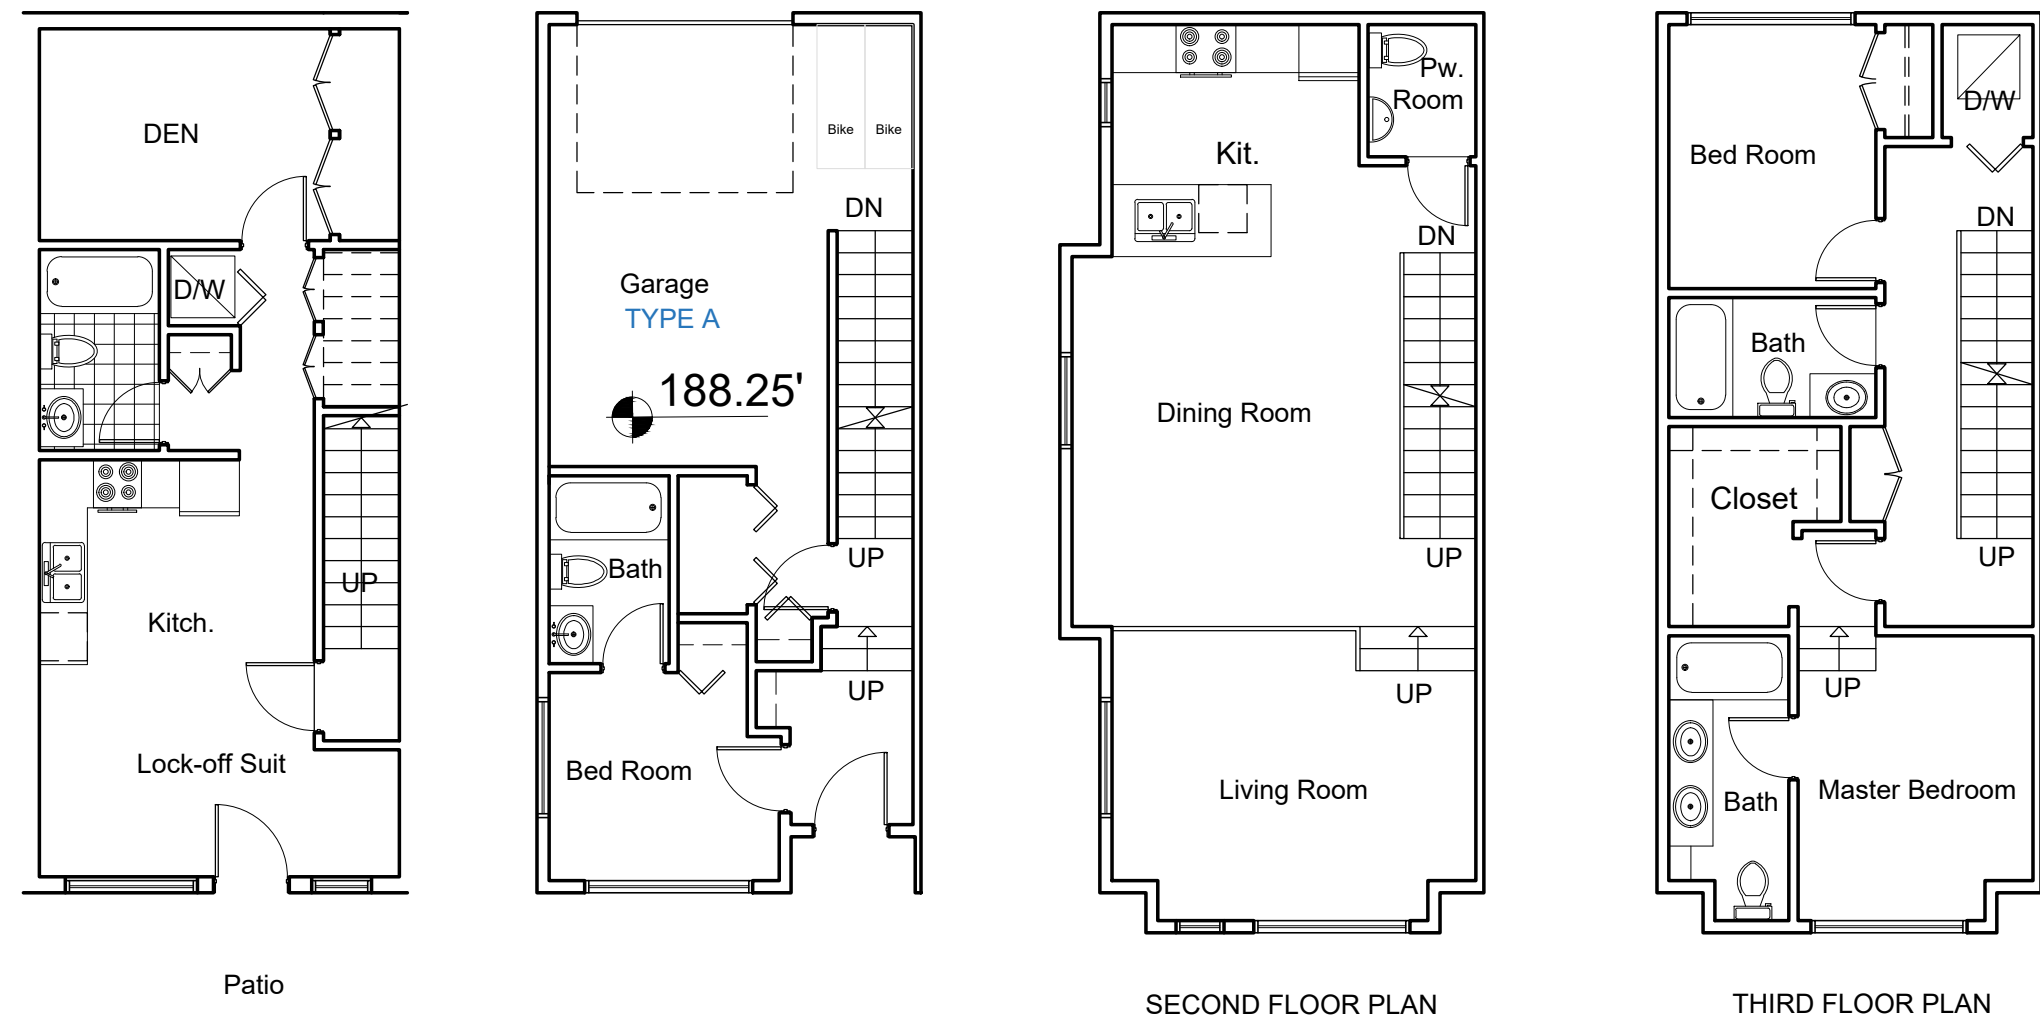 DEN
D/W
UP
Kitch.
Lock-off Suit
Patio
Bike
Bike
DN
Garage
TYPE A
188.25'
Bath
UP
UP
Bed Room
Pw.
Room
Kit.
DN
Dining Room
UP
UP
Living Room
SECOND FLOOR PLAN
D/W
Bed Room
DN
Bath
Closet
UP
UP
Bath
Master Bedroom
THIRD FLOOR PLAN